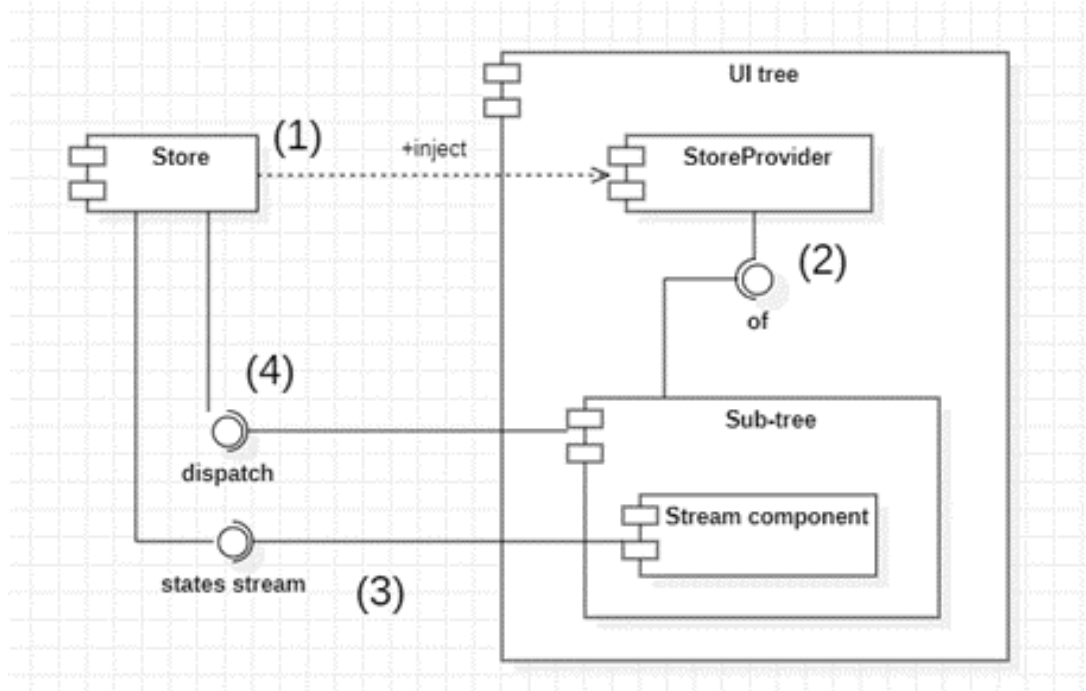 UI tree
Store
(1)
+inject
StoreProvider
(2)
of
(4)
Sub-tree
dispatch
Stream component
states stream
(3)